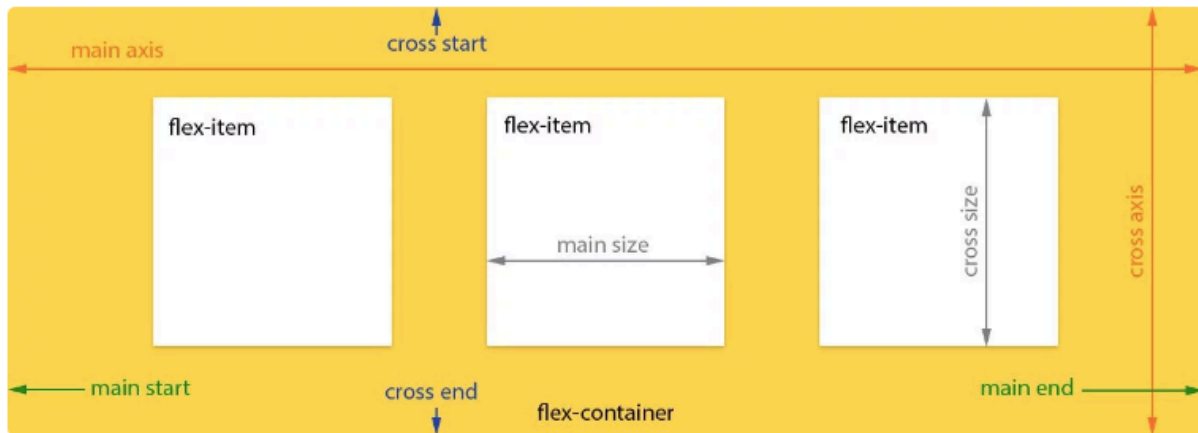 cross start
main axis
flex-item
flex-item
flex-item
main size
cross size
cross axis
main start
cross end
main end
flex-container